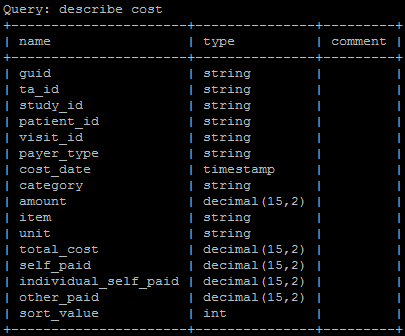 Query: describe cost
+---------------------+---------------+---------+
| name                | type          | comment |
+---------------------+---------------+---------+
| guid                | string        |         |
| ta_id               | string        |         |
| study_id            | string        |         |
| patient_id          | string        |         |
| visit_id            | string        |         |
| payer_type          | string        |         |
| cost_date           | timestamp     |         |
| category            | string        |         |
| amount              | decimal(15,2) |         |
| item                | string        |         |
| unit                | string        |         |
| total_cost          | decimal(15,2) |         |
| self_paid           | decimal(15,2) |         |
| individual_self_paid | decimal(15,2) |         |
| other_paid          | decimal(15,2) |         |
| sort_value          | int           |         |
+---------------------+---------------+---------+